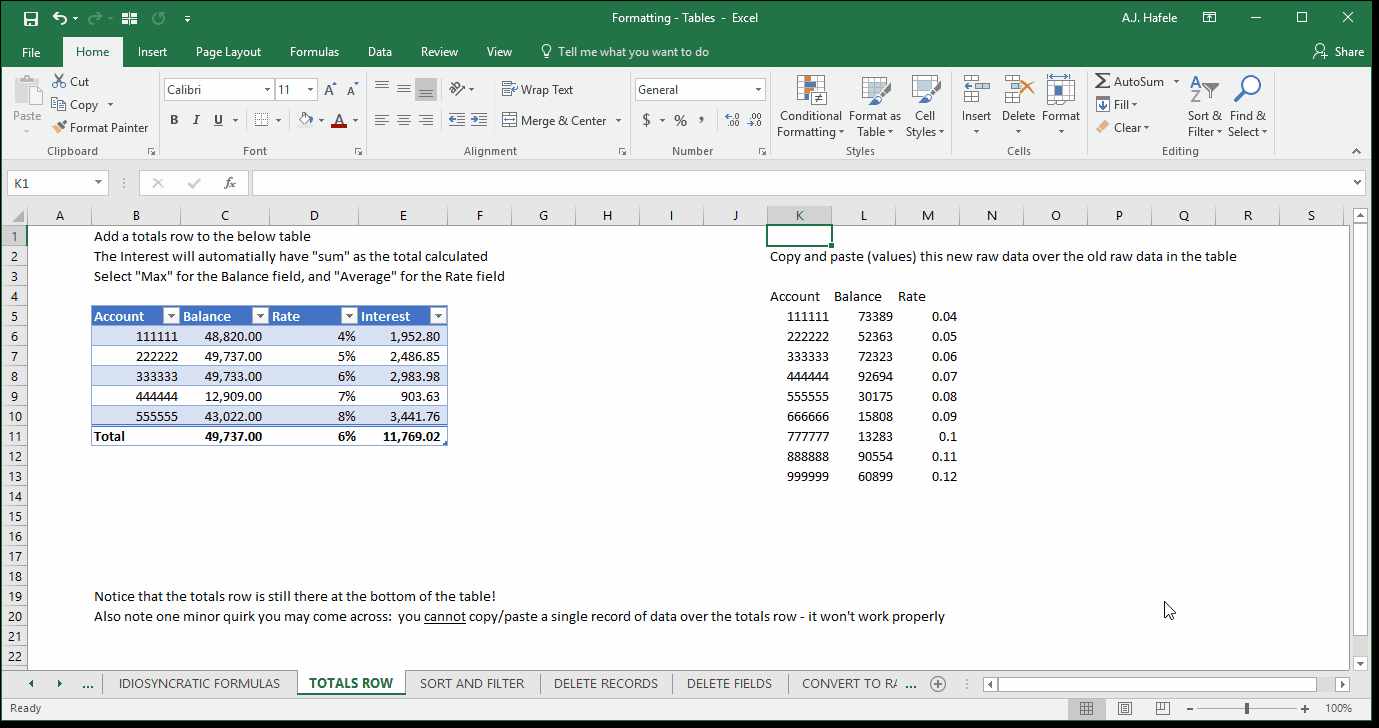 Formatting - Tables - Excel
A.J. Hafele
File Home Insert Page Layout Formulas Data Review View Tell me what you want to do Share
Paste
Cut
Copy
Format Painter
Clipboard
Calibri 11 A A
B I U A
Font
Wrap Text
Merge & Center
Alignment
General
$ % , .0 .00
Number
Conditional Formatting
Format as Table
Cell Styles
Styles
Insert Delete Format
Cells
AutoSum
Fill
Clear
Sort & Filter
Find & Select
Editing
K1 fx
A B C D E F G H I J K L M N O P Q R S
1 Add a totals row to the below table
2 The Interest will automatially have "sum" as the total calculated Copy and paste (values) this new raw data over the old raw data in the table
3 Select "Max" for the Balance field, and "Average" for the Rate field
4 Account Balance Rate
5 Account Balance Rate Interest 111111 73389 0.04
6 111111 48,820.00 4% 1,952.80 222222 52363 0.05
7 222222 49,737.00 5% 2,486.85 333333 72323 0.06
8 333333 49,733.00 6% 2,983.98 444444 92694 0.07
9 444444 12,909.00 7% 903.63 555555 30175 0.08
10 555555 43,022.00 8% 3,441.76 666666 15808 0.09
11 Total 49,737.00 6% 11,769.02 777777 13283 0.1
12 888888 90554 0.11
13 999999 60899 0.12
14
15
16
17
18
19 Notice that the totals row is still there at the bottom of the table!
20 Also note one minor quirk you may come across: you cannot copy/paste a single record of data over the totals row - it won't work properly
21
22
... IDIOSYNCRATIC FORMULAS TOTALS ROW SORT AND FILTER DELETE RECORDS DELETE FIELDS CONVERT TO RA ...
Ready 100%